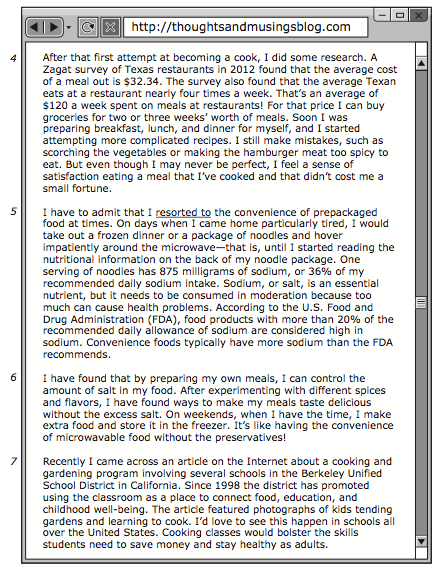 http://thoughtsandmusingsblog.com
4 After that first attempt at becoming a cook, I did some research. A
Zagat survey of Texas restaurants in 2012 found that the average cost
of a meal out is $32.34. The survey also found that the average Texan
eats at a restaurant nearly four times a week. That's an average of
$120 a week spent on meals at restaurants! For that price I can buy
groceries for two or three weeks' worth of meals. Soon I was
preparing breakfast, lunch, and dinner for myself, and I started
attempting more complicated recipes. I still make mistakes, such as
scorching the vegetables or making the hamburger meat too spicy to
eat. But even though I may never be perfect, I feel a sense of
satisfaction eating a meal that I've cooked and that didn't cost me a
small fortune.
5 I have to admit that I resorted to the convenience of prepackaged
food at times. On days when I came home particularly tired, I would
take out a frozen dinner or a package of noodles and hover
impatiently around the microwave—that is, until I started reading the
nutritional information on the back of my noodle package. One
serving of noodles has 875 milligrams of sodium, or 36% of my
recommended daily sodium intake. Sodium, or salt, is an essential
nutrient, but it needs to be consumed in moderation because too
much can cause health problems. According to the U.S. Food and
Drug Administration (FDA), food products with more than 20% of the
recommended daily allowance of sodium are considered high in
sodium. Convenience foods typically have more sodium than the FDA
recommends.
6 I have found that by preparing my own meals, I can control the
amount of salt in my food. After experimenting with different spices
and flavors, I have found ways to make my meals taste delicious
without the excess salt. On weekends, when I have the time, I make
extra food and store it in the freezer. It's like having the convenience
of microwavable food without the preservatives!
7 Recently I came across an article on the Internet about a cooking and
gardening program involving several schools in the Berkeley Unified
School District in California. Since 1998 the district has promoted
using the classroom as a place to connect food, education, and
childhood well-being. The article featured photographs of kids tending
gardens and learning to cook. I'd love to see this happen in schools all
over the United States. Cooking classes would bolster the skills
students need to save money and stay healthy as adults.